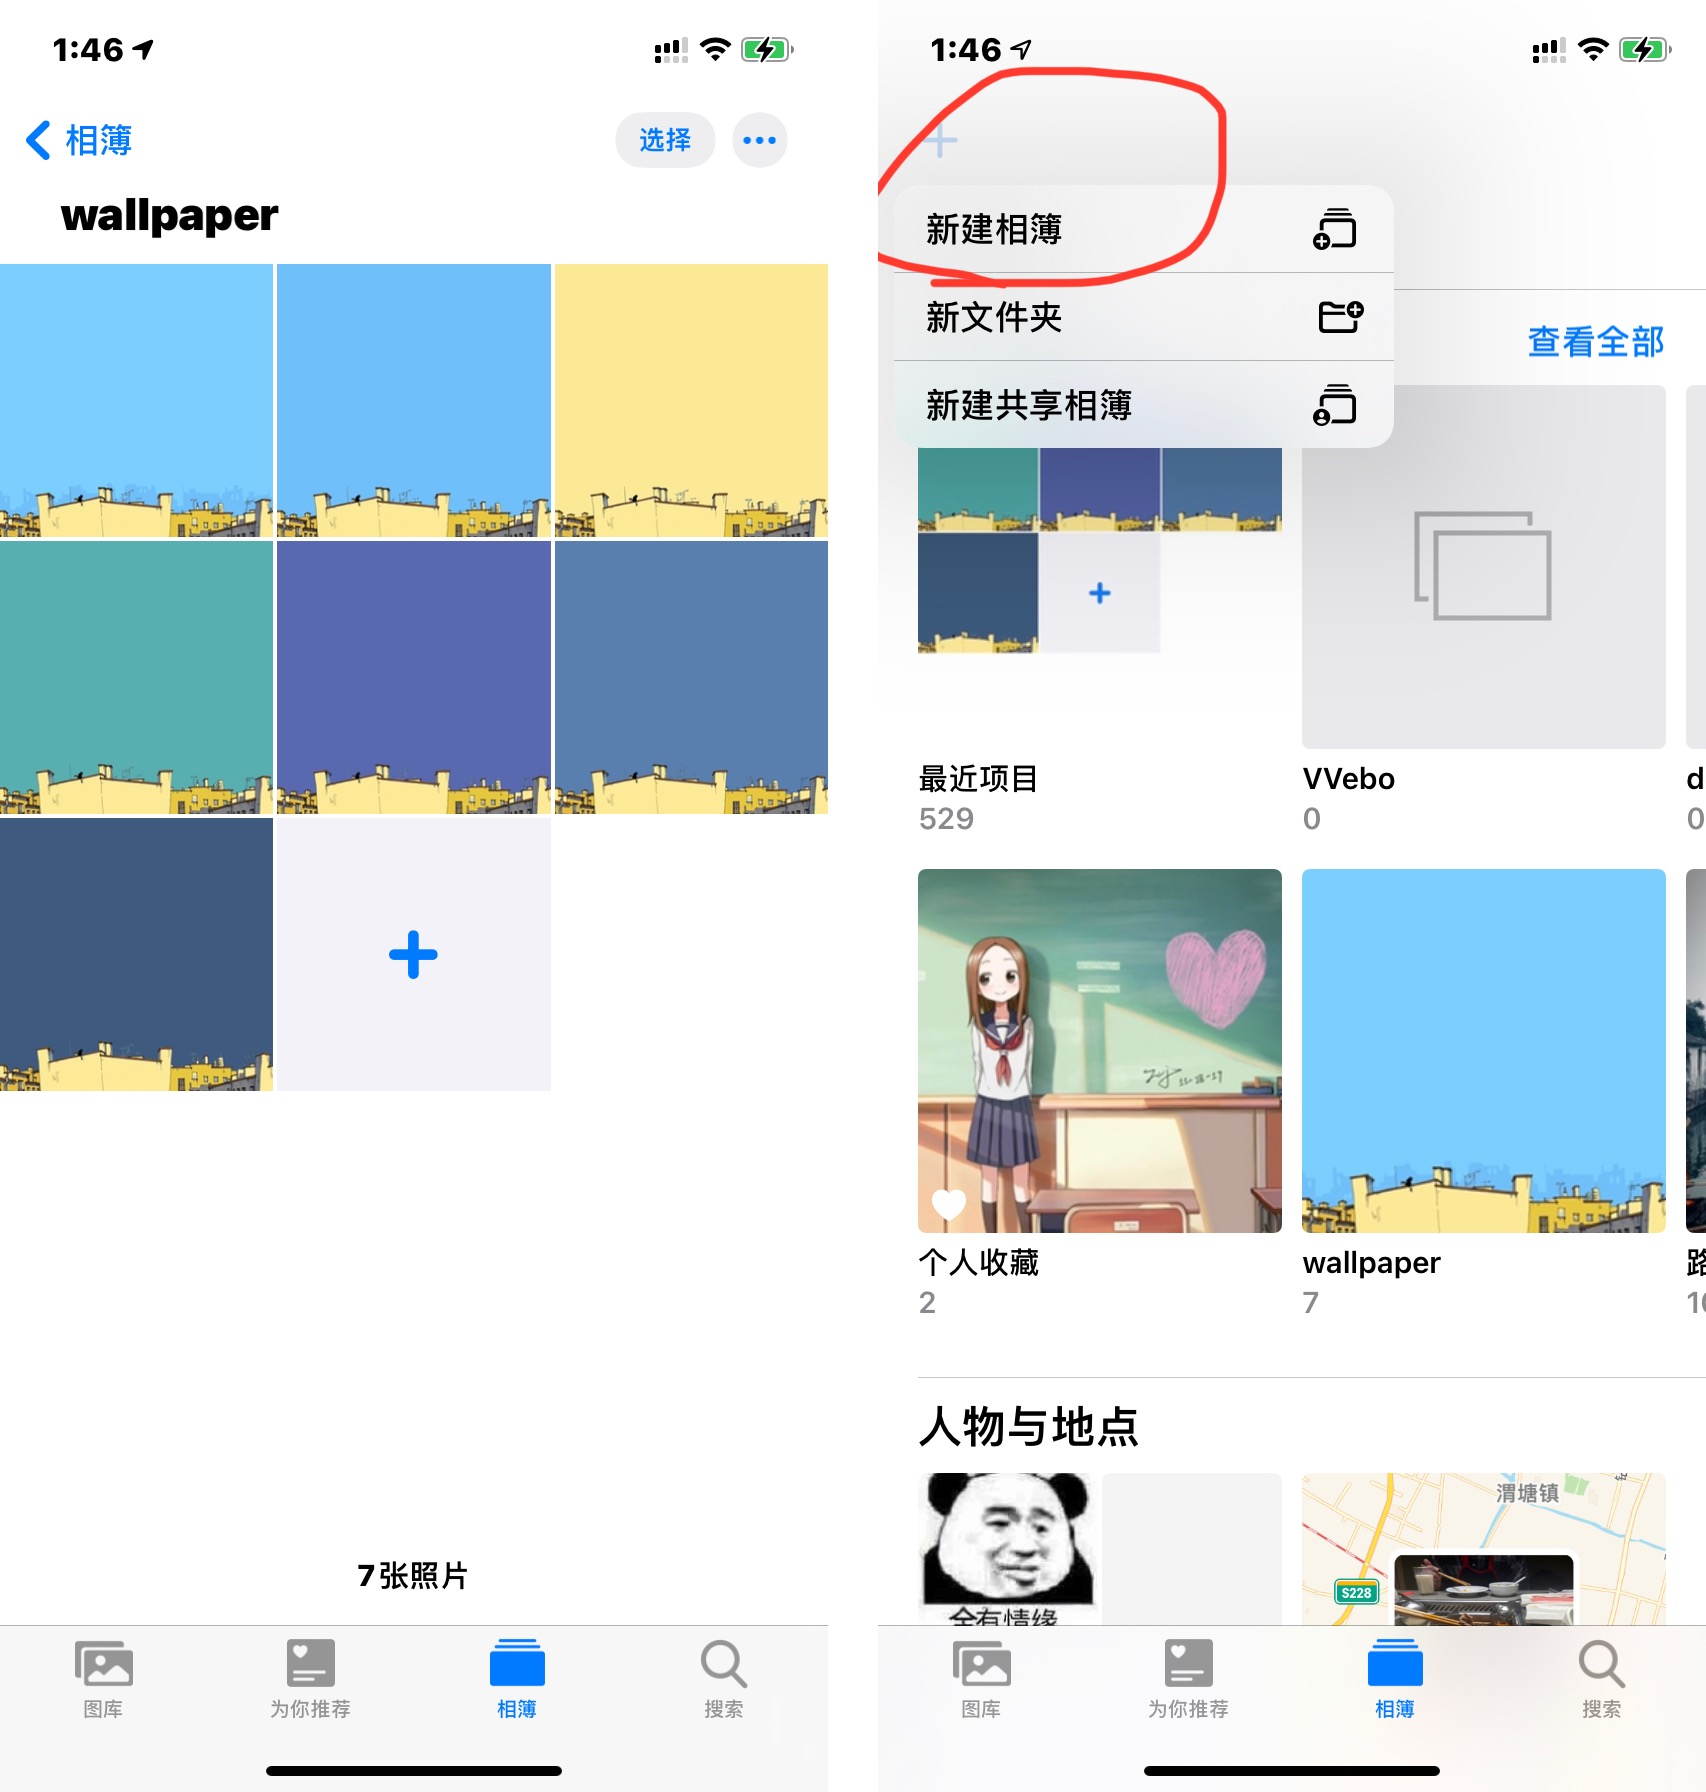 1:46
相簿
选择
wallpaper
7张照片
图库
为你推荐
相簿
搜索
1:46
新建相簿
新文件夹
新建共享相簿
查看全部
最近项目
529
VVebo
0
d
0
个人收藏
2
wallpaper
7
路
10
人物与地点
全有情缘
渭塘镇
S228
图库
为你推荐
相簿
搜索